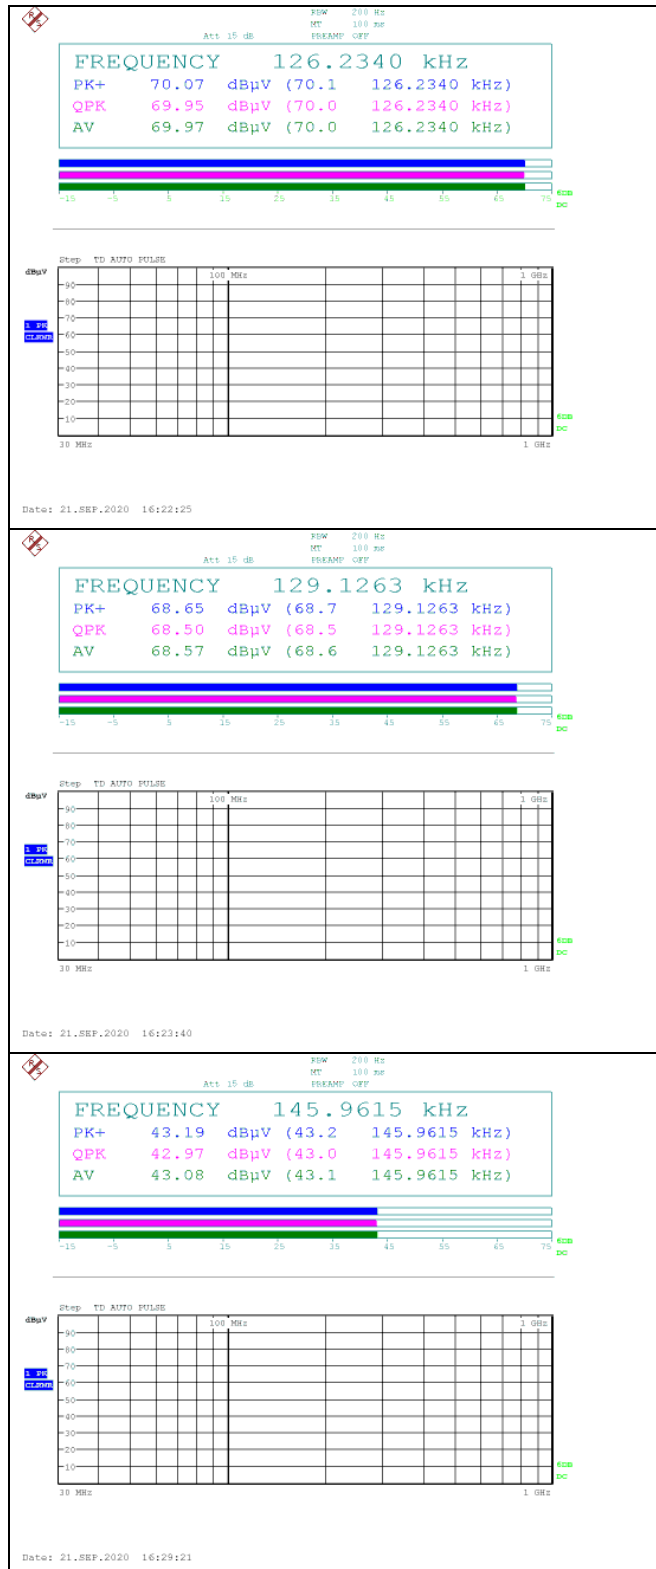 RBW 200 Hz
MT 100 ms
Att 15 dB PREAMP OFF
FREQUENCY 126.2340 kHz
PK+ 70.07 dBµV (70.1 126.2340 kHz)
QPK 69.95 dBµV (70.0 126.2340 kHz)
AV 69.97 dBµV (70.0 126.2340 kHz)
-15 -5 5 15 25 35 45 55 65 75
6DB
DC
Step TD AUTO PULSE
dBµV 100 MHz 1 GHz
90
80
70
1 PK
60
CLRWR
50
40
30
20
10
6DB
DC
30 MHz 1 GHz
Date: 21.SEP.2020 16:22:25
RBW 200 Hz
MT 100 ms
Att 15 dB PREAMP OFF
FREQUENCY 129.1263 kHz
PK+ 68.65 dBµV (68.7 129.1263 kHz)
QPK 68.50 dBµV (68.5 129.1263 kHz)
AV 68.57 dBµV (68.6 129.1263 kHz)
-15 -5 5 15 25 35 45 55 65 75
6DB
DC
Step TD AUTO PULSE
dBµV 100 MHz 1 GHz
90
80
70
1 PK
60
CLRWR
50
40
30
20
10
6DB
DC
30 MHz 1 GHz
Date: 21.SEP.2020 16:23:40
RBW 200 Hz
MT 100 ms
Att 15 dB PREAMP OFF
FREQUENCY 145.9615 kHz
PK+ 43.19 dBµV (43.2 145.9615 kHz)
QPK 42.97 dBµV (43.0 145.9615 kHz)
AV 43.08 dBµV (43.1 145.9615 kHz)
-15 -5 5 15 25 35 45 55 65 75
6DB
DC
Step TD AUTO PULSE
dBµV 100 MHz 1 GHz
90
80
70
1 PK
60
CLRWR
50
40
30
20
10
6DB
DC
30 MHz 1 GHz
Date: 21.SEP.2020 16:29:21